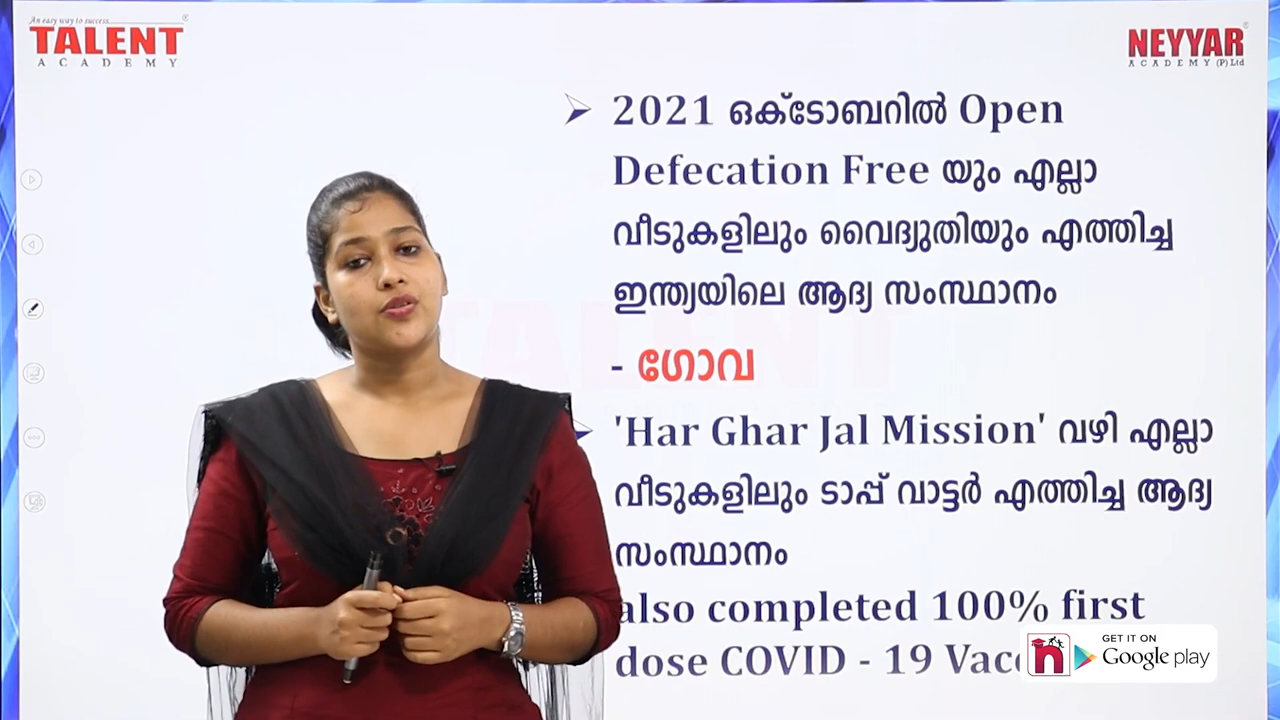 An easy way to success
TALENT
ACADEMY
NEYYAR
ACADEMY (P) Ltd
2021 ഒക്ടോബറിൽ Open
Defecation Free യും എല്ലാ
വീടുകളിലും വൈദ്യുതിയും എത്തിച്ച
ഇന്ത്യയിലെ ആദ്യ സംസ്ഥാനം
- ഗോവ
'Har Ghar Jal Mission' വഴി എല്ലാ
വീടുകളിലും ടാപ്പ് വാട്ടർ എത്തിച്ച ആദ്യ
സംസ്ഥാനം
also completed 100% first
dose COVID - 19
GET IT ON
Google play